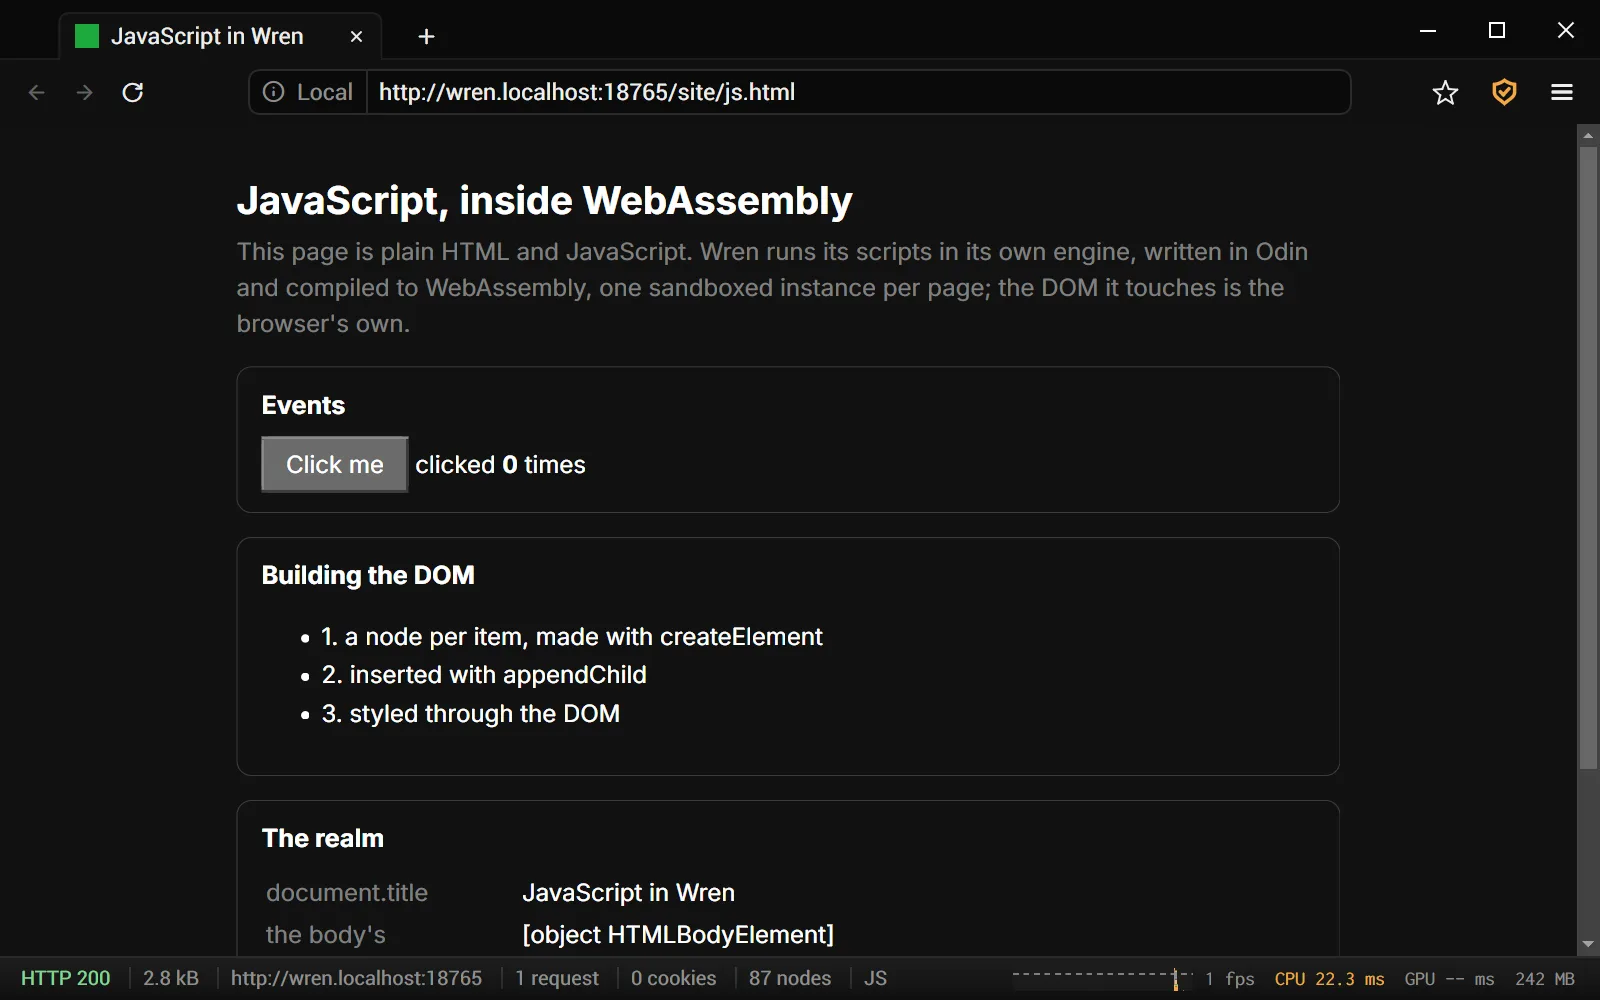 JavaScript in Wren
Local http://wren.localhost:18765/site/js.html
JavaScript, inside WebAssembly
This page is plain HTML and JavaScript. Wren runs its scripts in its own engine, written in Odin
and compiled to WebAssembly, one sandboxed instance per page; the DOM it touches is the
browser's own.
Events
Click me clicked 0 times
Building the DOM
• 1. a node per item, made with createElement
• 2. inserted with appendChild
• 3. styled through the DOM
The realm
document.title JavaScript in Wren
the body's [object HTMLBodyElement]
HTTP 200 2.8 kB http://wren.localhost:18765 1 request 0 cookies 87 nodes JS 1 fps CPU 22.3 ms GPU -- ms 242 MB